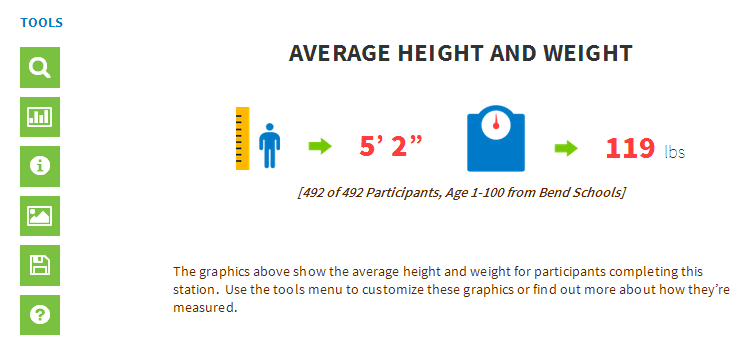 TOOLS
AVERAGE HEIGHT AND WEIGHT
5’ 2” 119 lbs
[492 of 492 Participants, Age 1-100 from Bend Schools]
The graphics above show the average height and weight for participants completing this
station. Use the tools menu to customize these graphics or find out more about how they’re
measured.